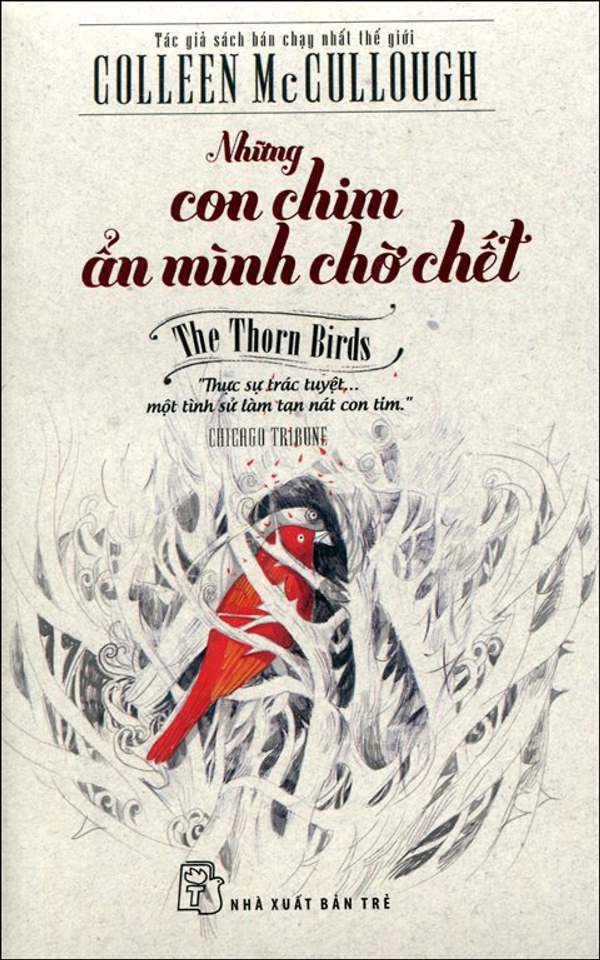 Tác giả sách bán chạy nhất thế giới
COLLEEN McCULLOUGH
Những
con chim
ẩn mình chờ chết
The Thorn Birds
"Thực sự trác tuyệt...
một tình sử làm tan nát con tim."
CHICAGO TRIBUNE
T
NHÀ XUẤT BẢN TRẺ